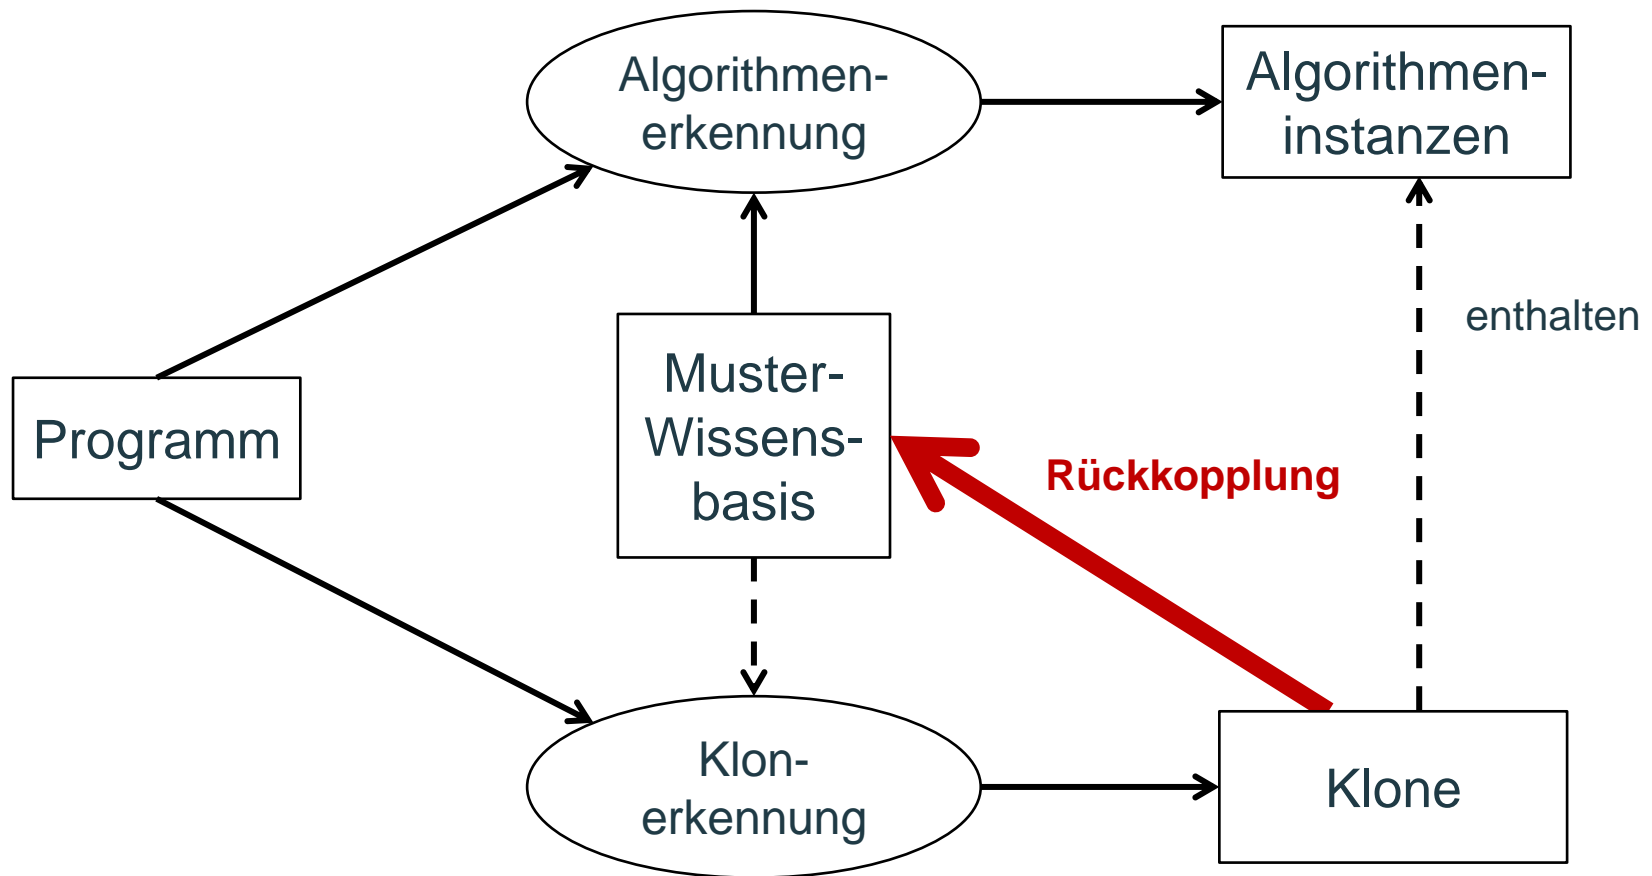 Algorithmen-
erkennung
Algorithmen-
instanzen
enthalten
Muster-
Wissens-
basis
Programm
Rückkopplung
Klon-
erkennung
Klone